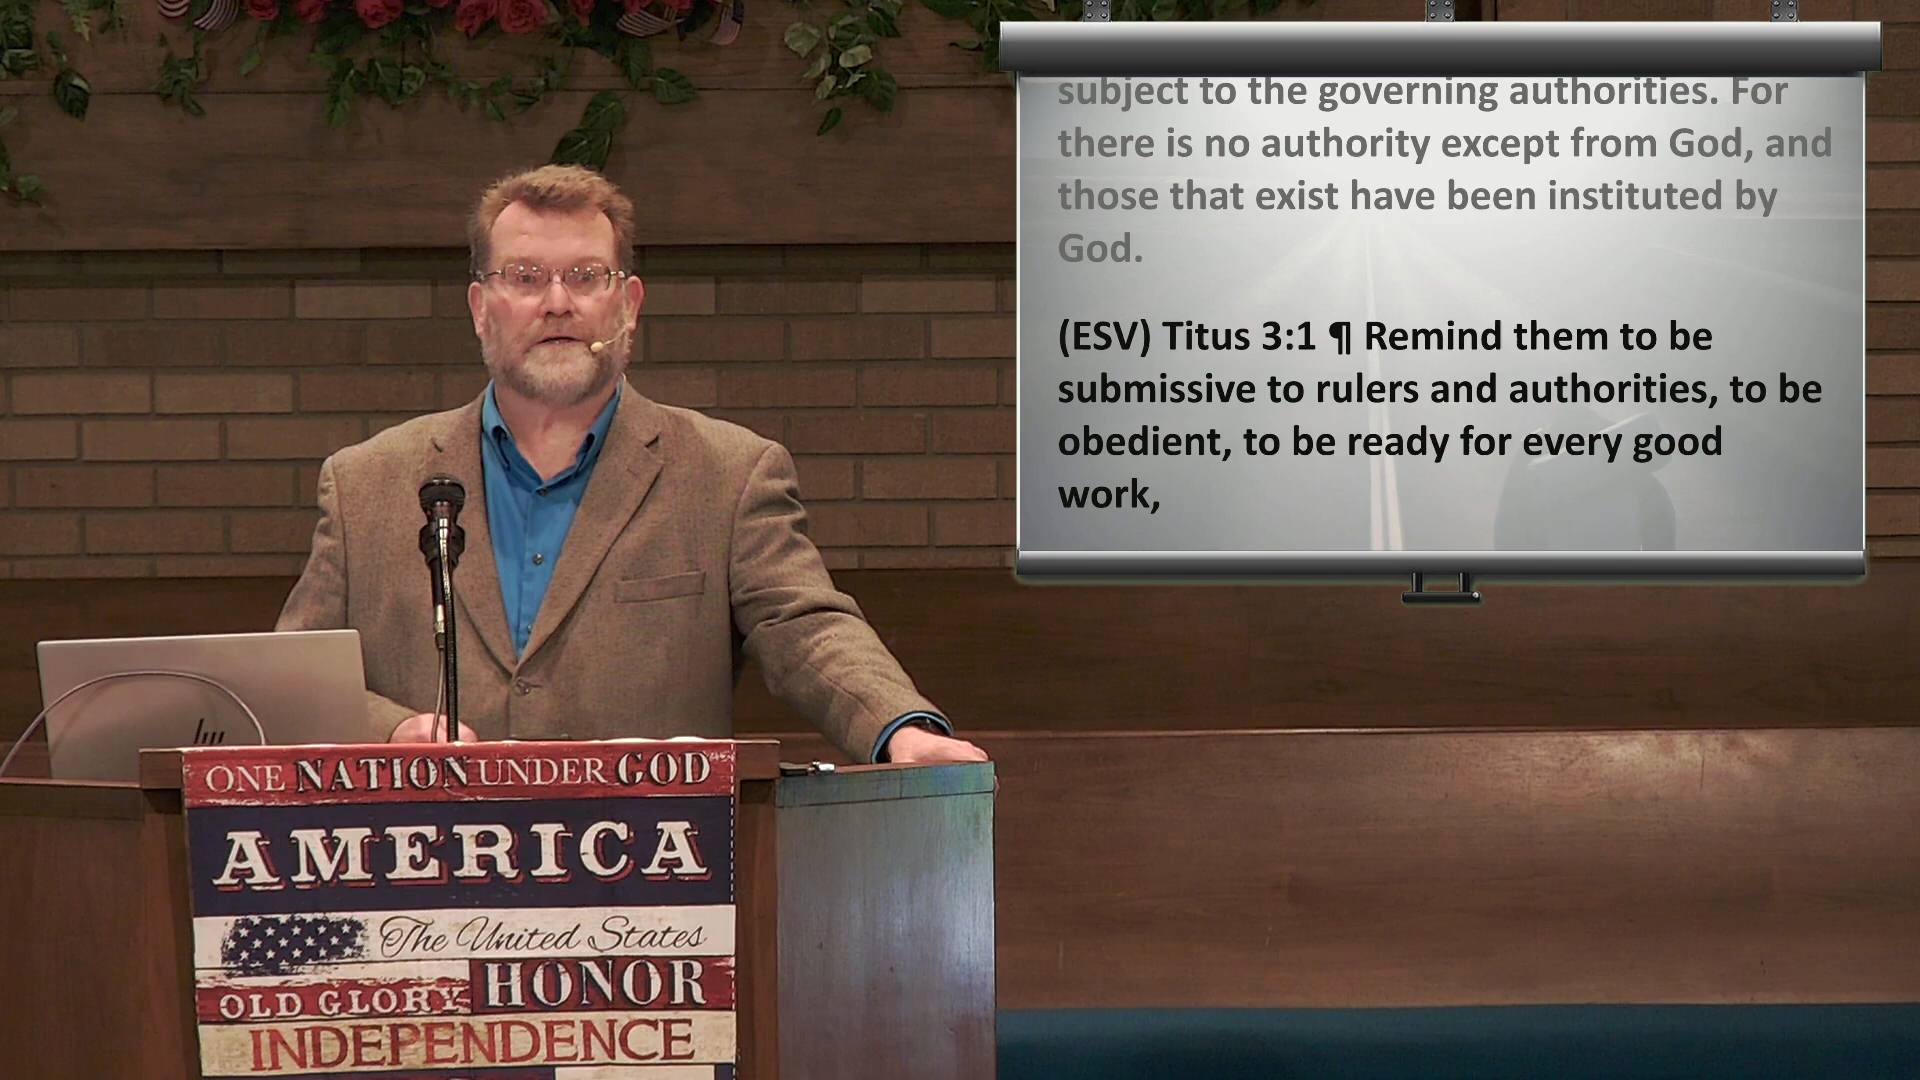 subject to the governing authorities. For
there is no authority except from God, and
those that exist have been instituted by
God.
(ESV) Titus 3:1 ¶ Remind them to be
submissive to rulers and authorities, to be
obedient, to be ready for every good
work,
hp
ONE NATION UNDER GOD
AMERICA
The United States
OLD GLORY HONOR
INDEPENDENCE